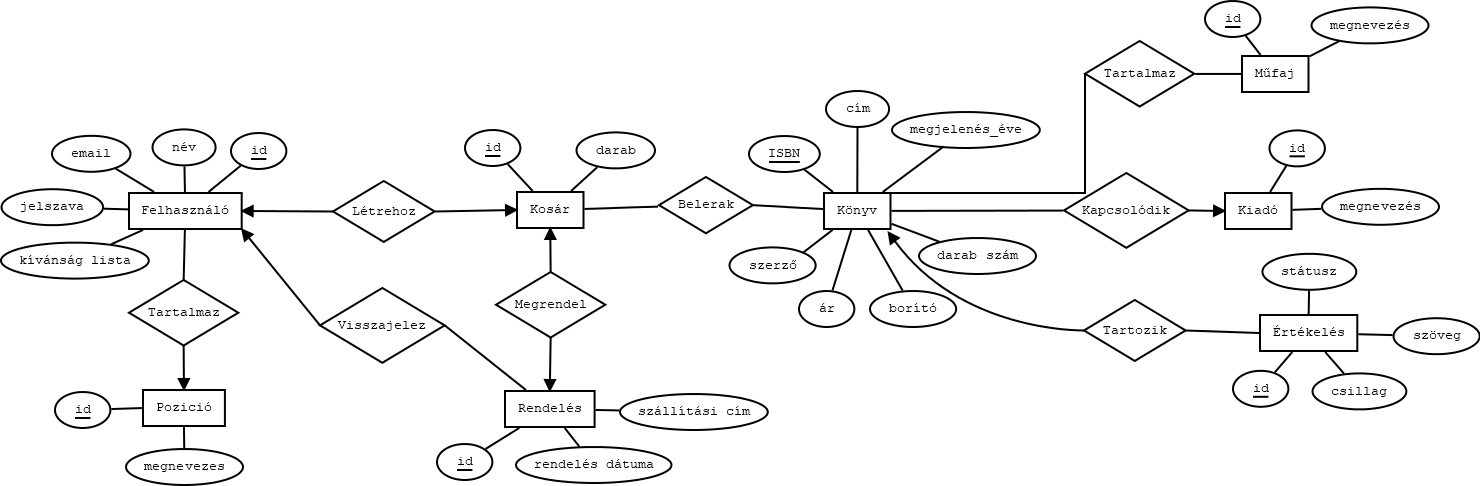 id
megnevezés
Tartalmaz
Műfaj
cím
megjelenés_éve
email
név
id
id
darab
ISBN
id
jelszava
Felhasználó
Létrehoz
Kosár
Belerak
Könyv
Kapcsolódik
Kiadó
megnevezés
kívánság lista
szerző
darab szám
státusz
Tartalmaz
Visszajelez
Megrendel
ár
borító
Tartozik
Értékelés
szöveg
id
csillag
id
Pozició
Rendelés
szállítási cím
megnevezes
id
rendelés dátuma